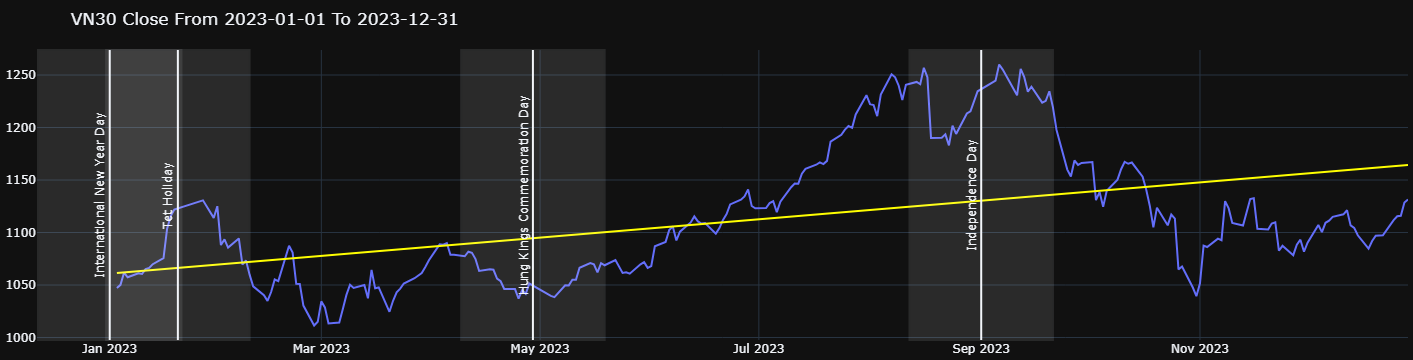 VN30 Close From 2023-01-01 To 2023-12-31
1250
1200
1150
1100
1050
1000
International New Year Day
Tet Holiday
Hung Kings Commemoration Day
Independence Day
Jan 2023
Mar 2023
May 2023
Jul 2023
Sep 2023
Nov 2023